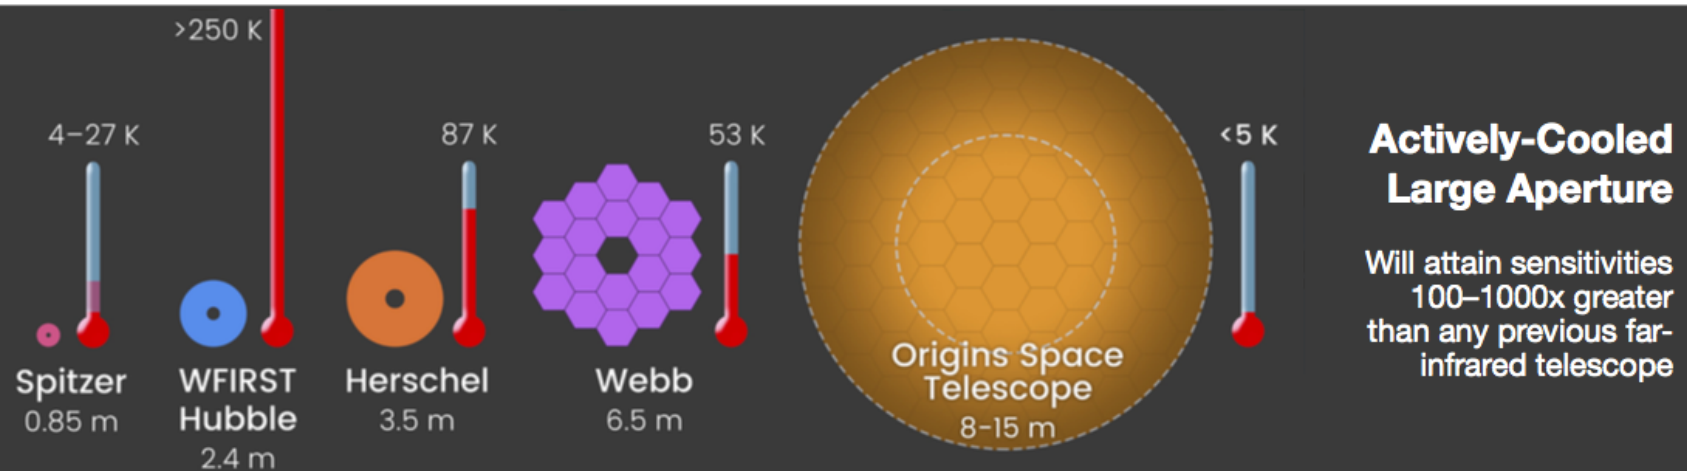 >250 K
4–27 K
87 K
53 K
<5 K
Spitzer
0.85 m
WFIRST
Hubble
2.4 m
Herschel
3.5 m
Webb
6.5 m
Origins Space
Telescope
8-15 m
Actively-Cooled
Large Aperture
Will attain sensitivities
100–1000x greater
than any previous far-
infrared telescope